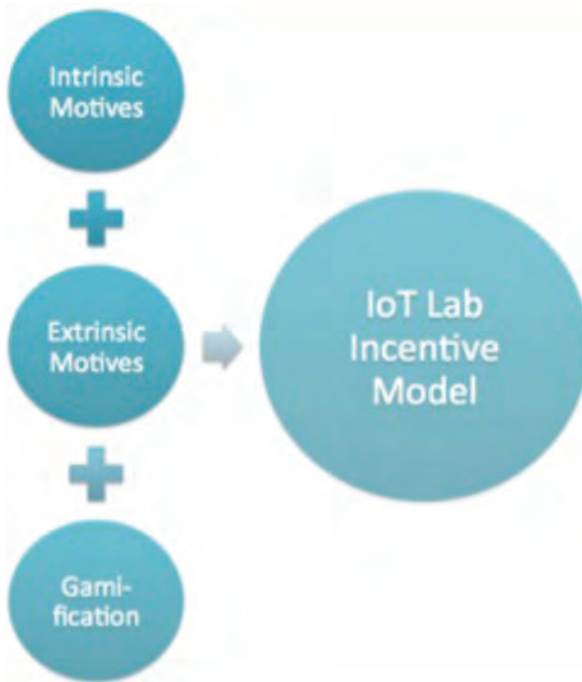 Intrinsic
Motives
Extrinsic
Motives
Gami-
fication
IoT Lab
Incentive
Model